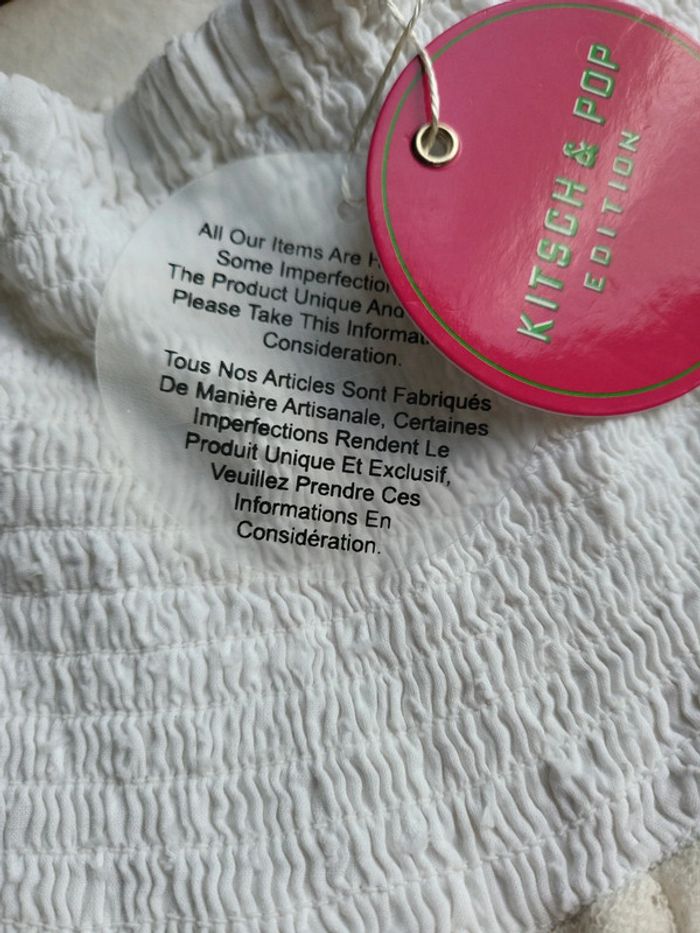 KITSCH & POP
EDITION
All Our Items Are
Some
The Product Unique And
Please Take This
Consideration.
Tous Nos Articles Sont Fabriqués
De Manière Artisanale, Certaines
Imperfections Rendent Le
Produit Unique Et Exclusif,
Veuillez Prendre Ces
Informations En
Considération.